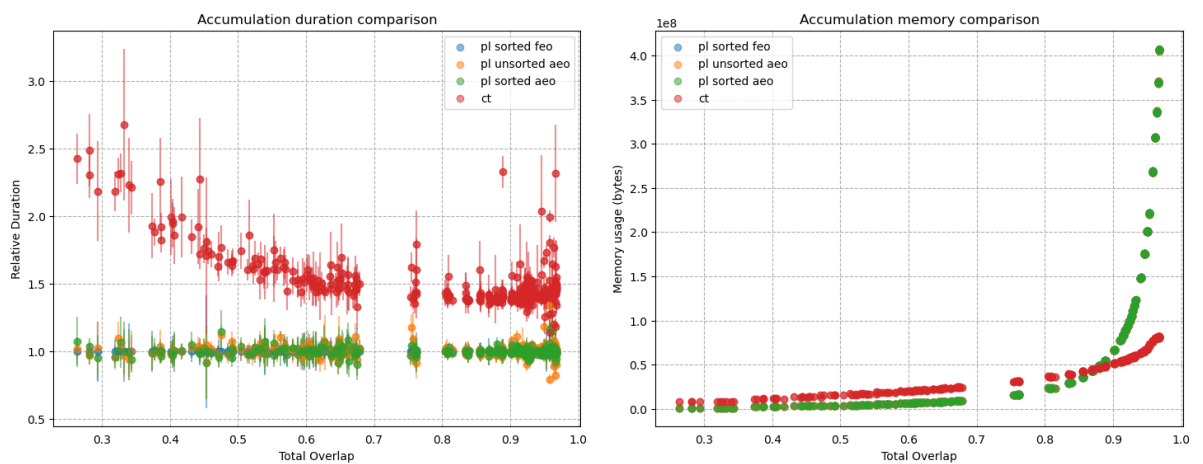 Accumulation duration comparison
pl sorted feo
pl unsorted aeo
pl sorted aeo
ct
Relative Duration
3.0
2.5
2.0
1.5
1.0
0.5
0.3 0.4 0.5 0.6 0.7 0.8 0.9 1.0
Total Overlap
Accumulation memory comparison
1e8
pl sorted feo
pl unsorted aeo
pl sorted aeo
ct
Memory usage (bytes)
4.0
3.5
3.0
2.5
2.0
1.5
1.0
0.5
0.0
0.3 0.4 0.5 0.6 0.7 0.8 0.9 1.0
Total Overlap